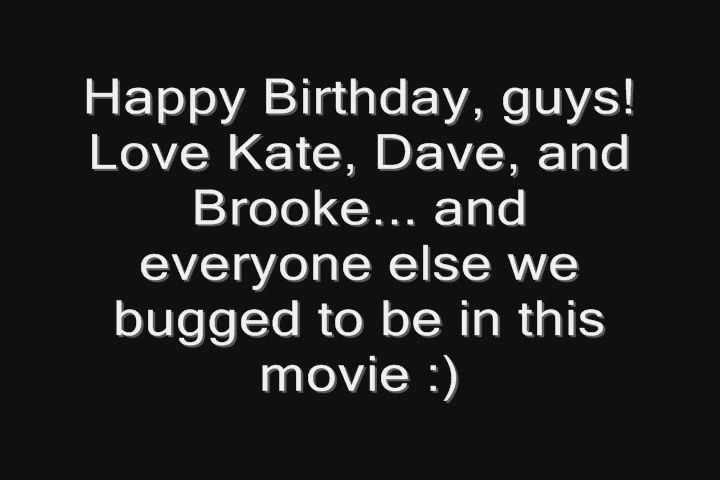 Happy Birthday, guys!
Love Kate, Dave, and
Brooke... and
everyone else we
bugged to be in this
movie :)